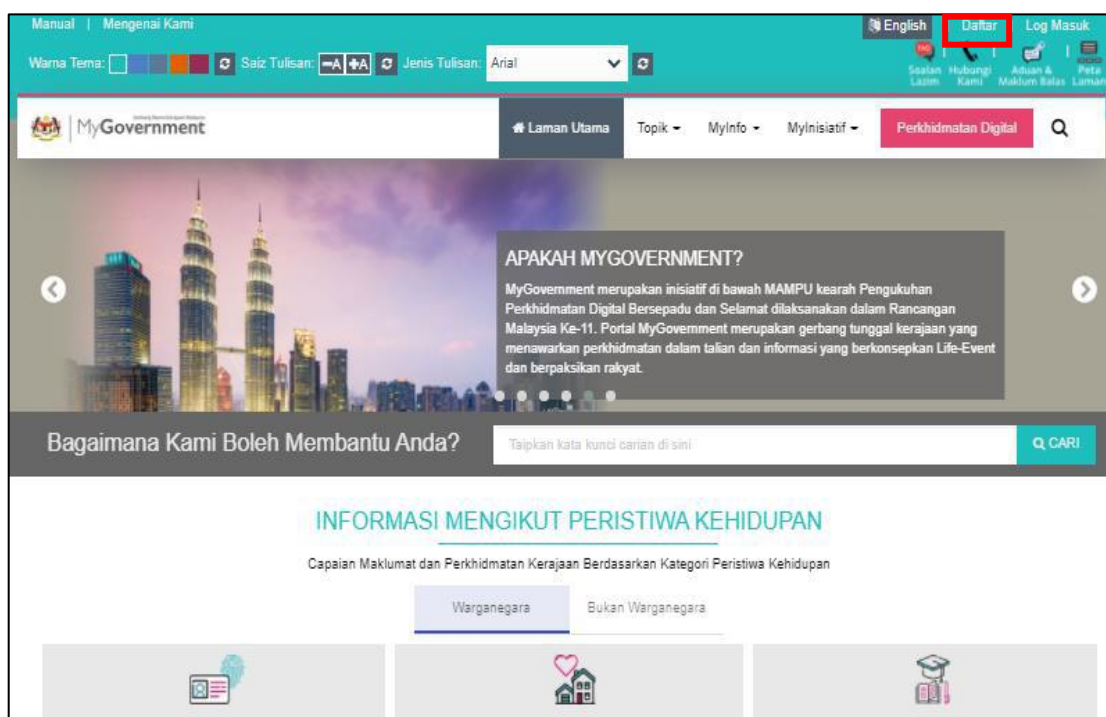 Manual | Mengenai Kami
English Daftar Log Masuk
Warna Tema: Saiz Tulisan: -A +A Jenis Tulisan: Arial
Soalan Lazim
Hubungi Kami
Aduan & Maklum Balas
Peta Laman
MyGovernment
Laman Utama Topik MyInfo MyInisiatif Perkhidmatan Digital
APAKAH MYGOVERNMENT?
MyGovernment merupakan inisiatif di bawah MAMPU kearah Pengukuhan
Perkhidmatan Digital Bersepadu dan Selamat dilaksanakan dalam Rancangan
Malaysia Ke-11. Portal MyGovernment merupakan gerbang tunggal kerajaan yang
menawarkan perkhidmatan dalam talian dan informasi yang berkonsepkan Life-Event
dan berpaksikan rakyat.
Bagaimana Kami Boleh Membantu Anda? Taipkan kata kunci carian di sini CARI
INFORMASI MENGIKUT PERISTIWA KEHIDUPAN
Capaian Maklumat dan Perkhidmatan Kerajaan Berdasarkan Kategori Peristiwa Kehidupan
Warganegara Bukan Warganegara